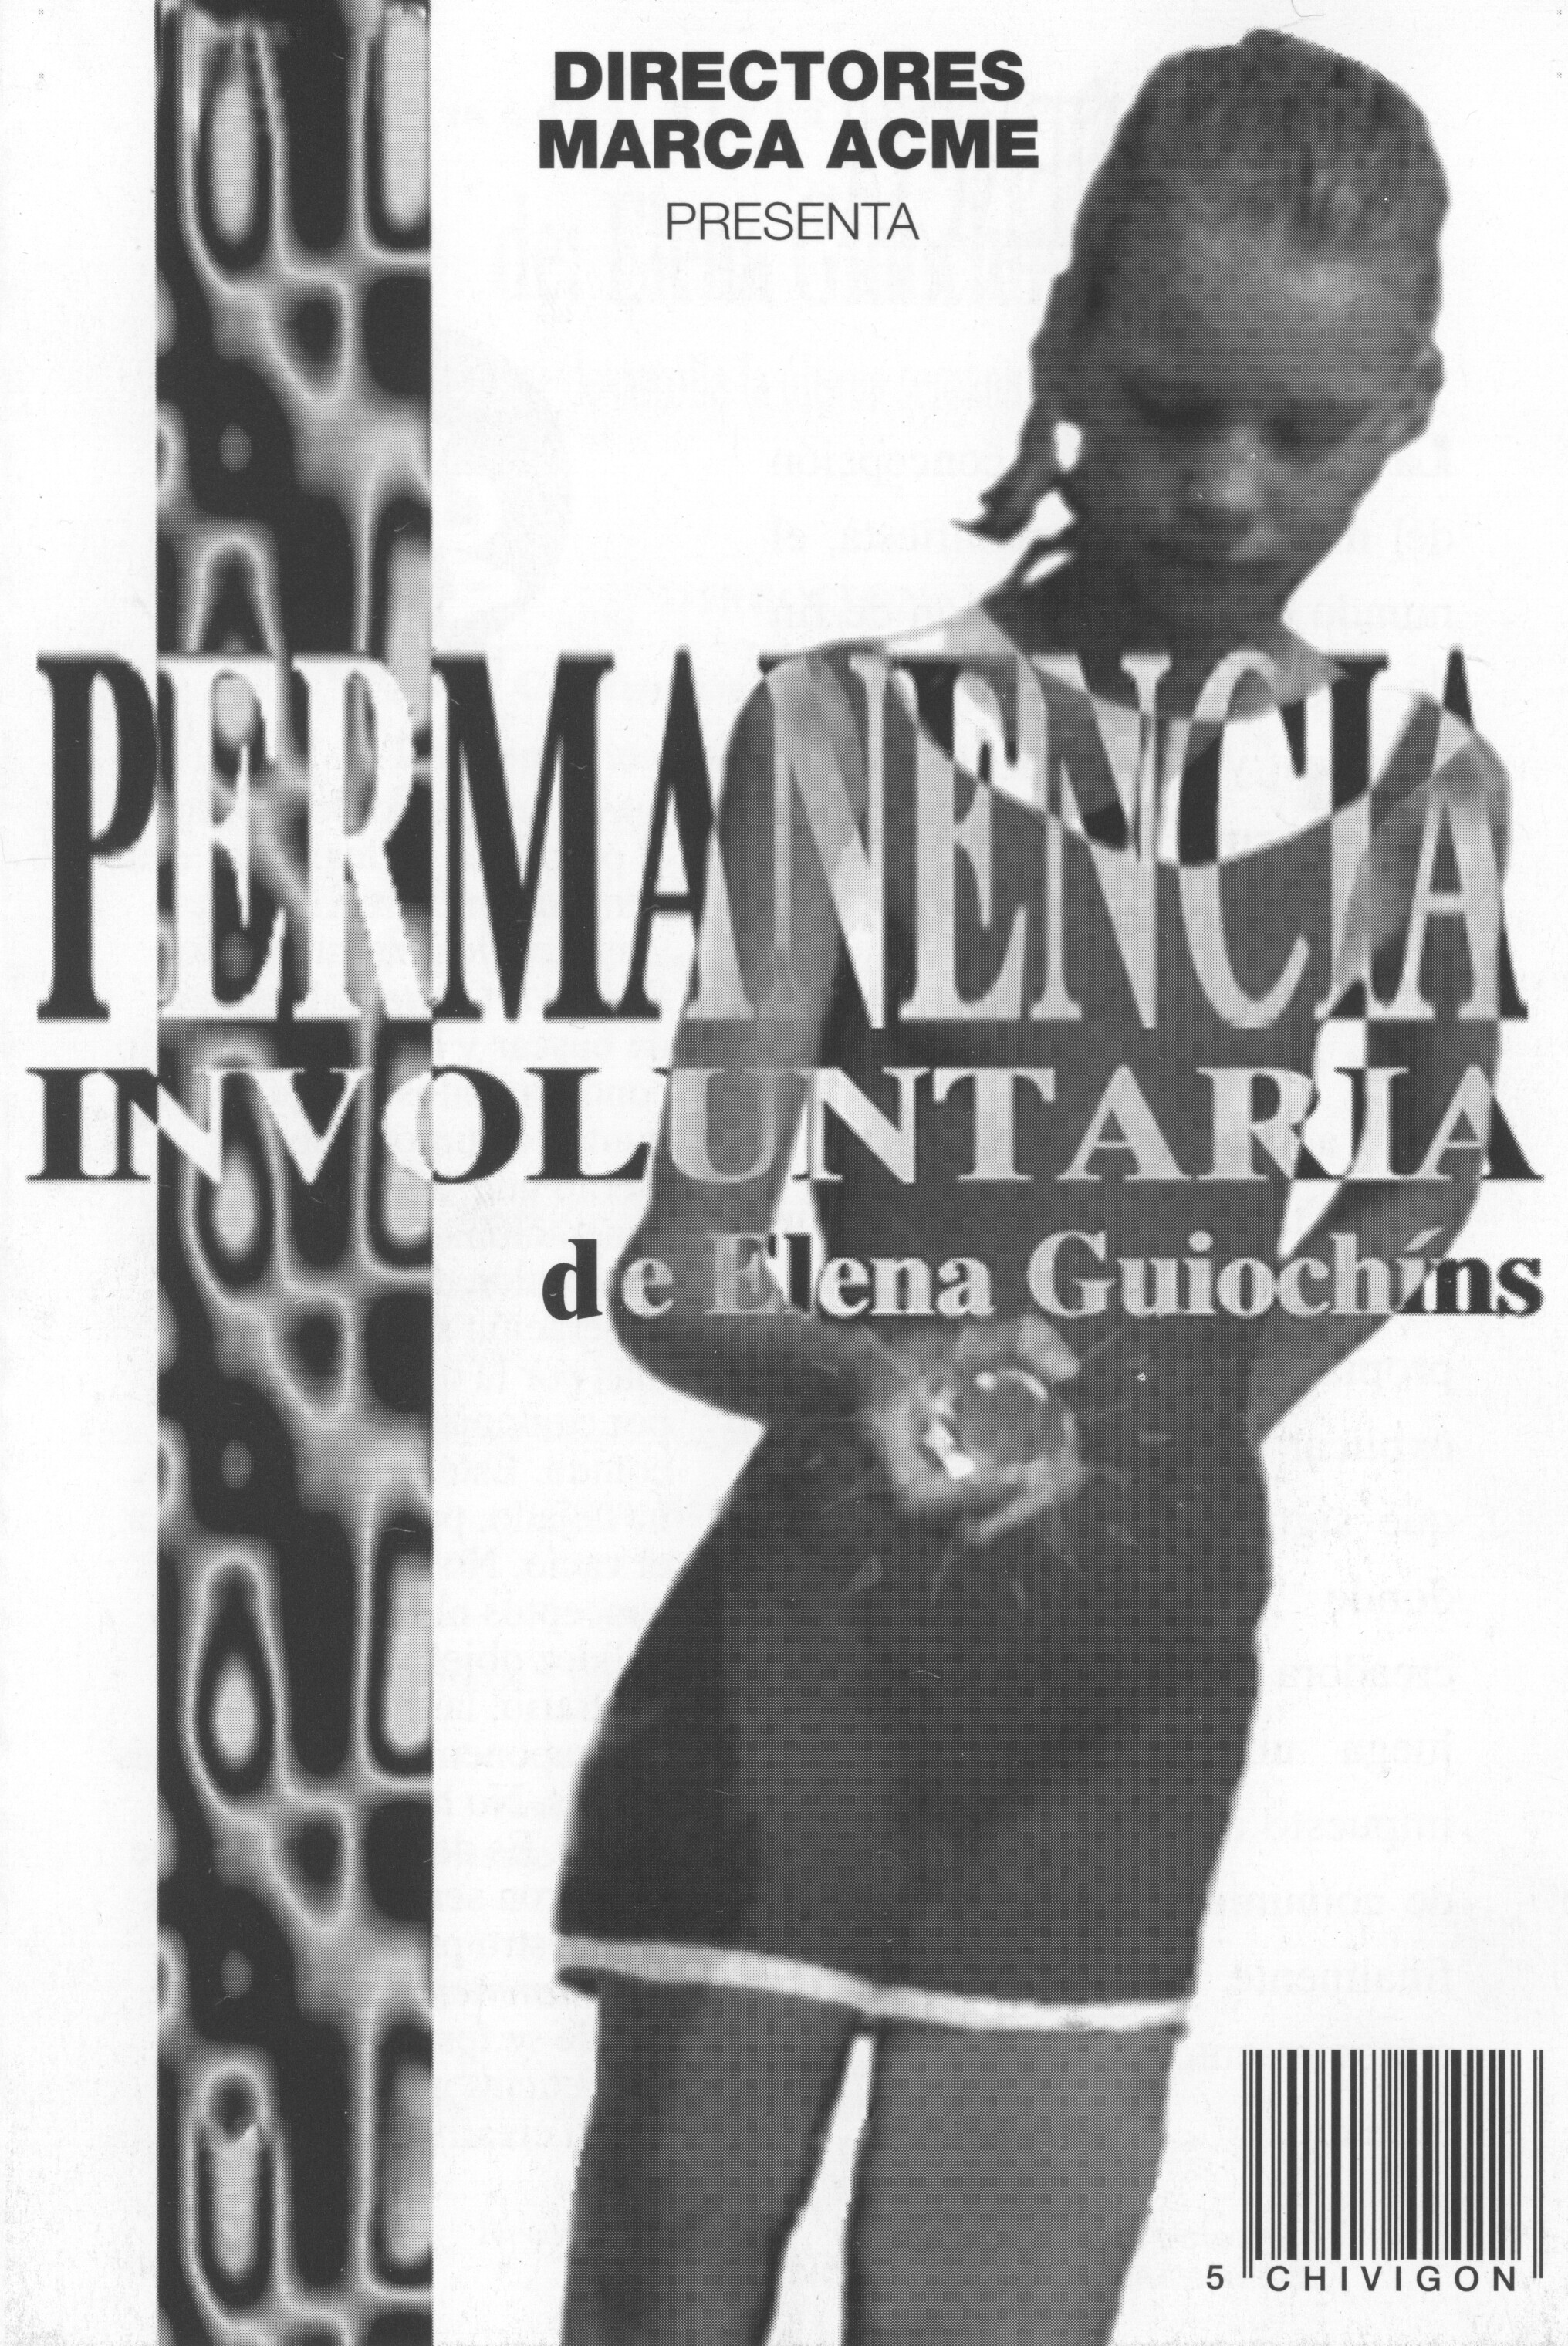 DIRECTORES
MARCA ACME
PRESENTA
PERMANENCIA
INVOLUNTARIA
de Elena Guiochíns
5 CHIVIGON